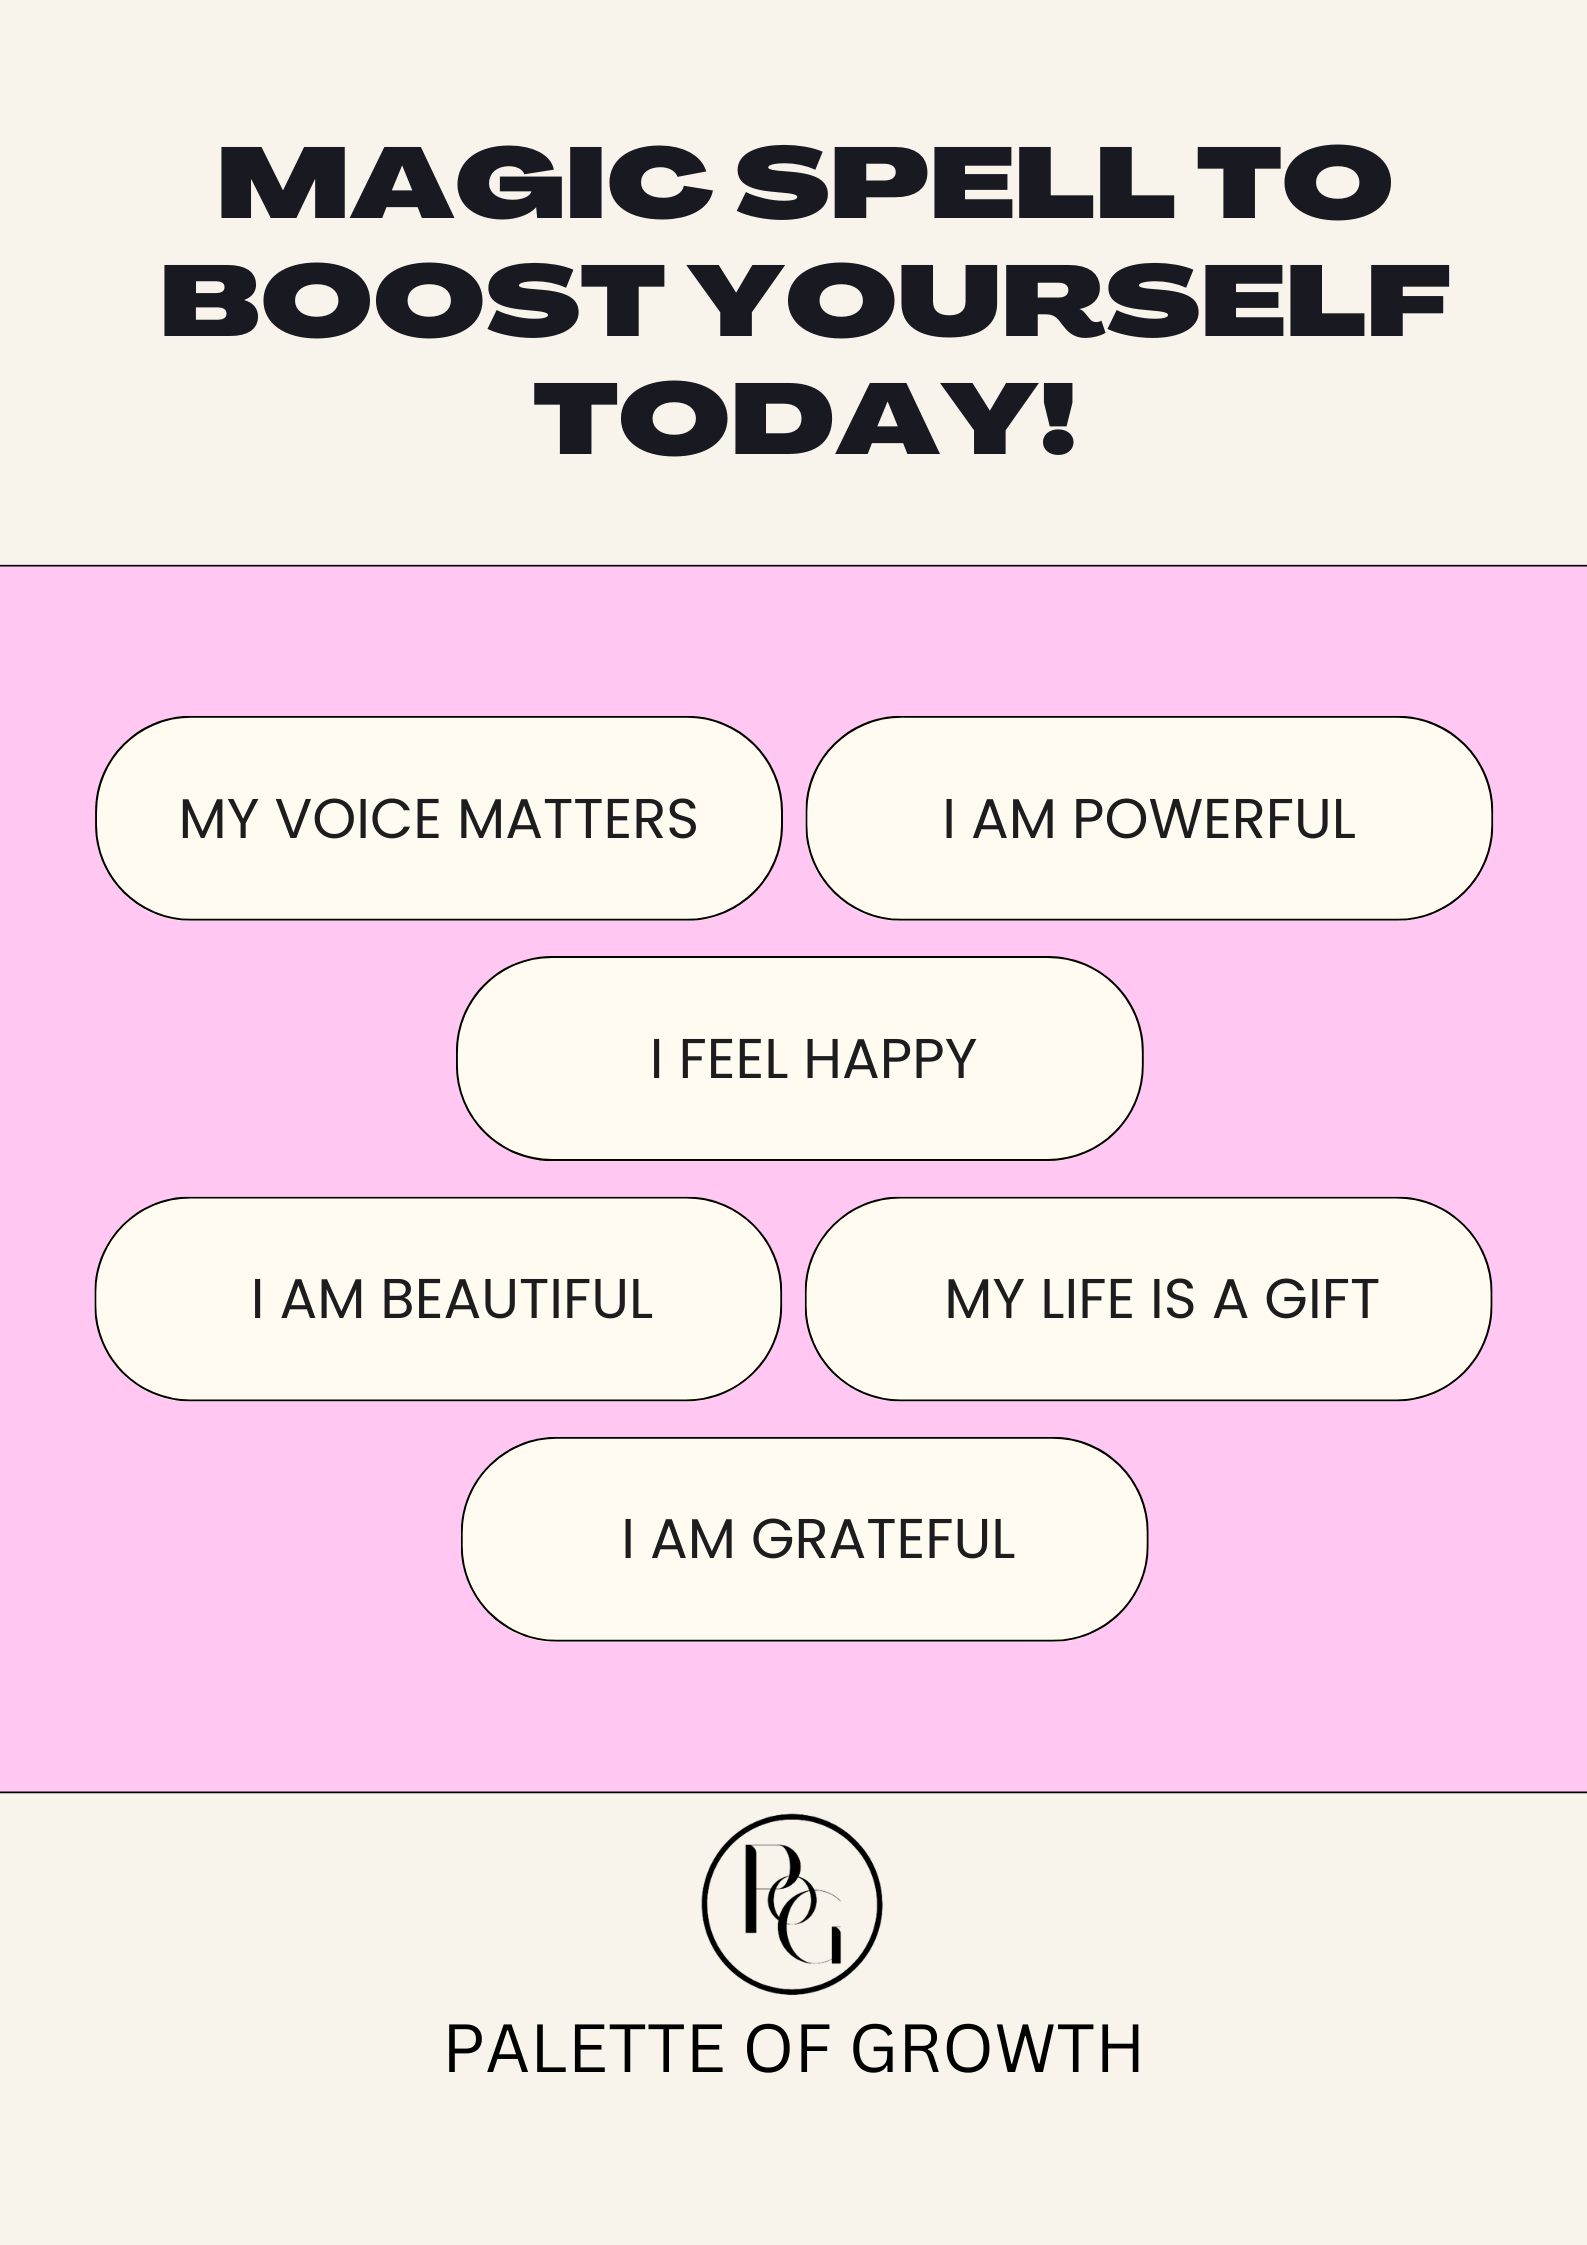 MAGIC SPELL TO
BOOST YOURSELF
TODAY!
MY VOICE MATTERS
I AM POWERFUL
I FEEL HAPPY
I AM BEAUTIFUL
MY LIFE IS A GIFT
I AM GRATEFUL
PoG
PALETTE OF GROWTH